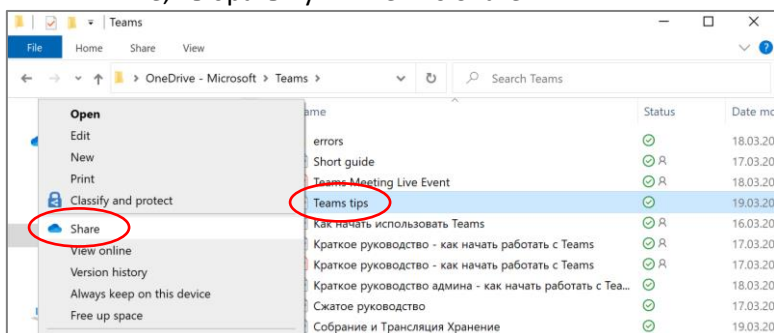 Teams
File Home Share View
OneDrive - Microsoft > Teams >
Search Teams
Status Date
Open
Edit errors 18.03.20
New Short guide 17.03.20
Print Teams Meeting Live Event 18.03.20
Classify and protect Teams tips 19.03.20
Share Как начать использовать Teams 16.03.20
View online Краткое руководство - как начать работать с Teams 17.03.20
Version history Краткое руководство - как начать работать с Teams 17.03.20
Always keep on this device Краткое руководство админа - как начать работать с Tea... 18.03.20
Free up space Сжатое руководство 17.03.20
Собрание и Трансляция Хранение 19.03.20